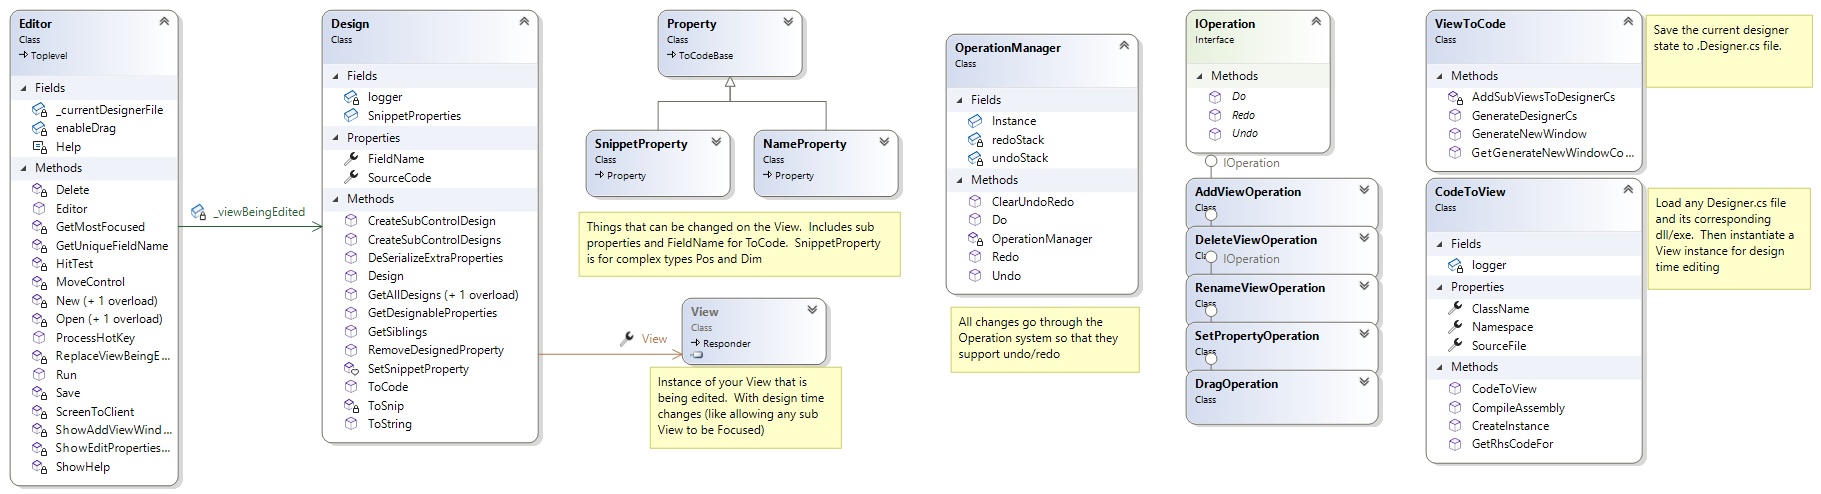 Editor
Class
Toplevel
Fields
_currentDesignerFile
enableDrag
Help
Methods
Delete
Editor
GetMostFocused
GetUniqueFieldName
HitTest
MoveControl
New (+ 1 overload)
Open (+ 1 overload)
ProcessHotKey
ReplaceViewBeingE...
Run
Save
ScreenToClient
ShowAddViewWind...
ShowEditProperties...
ShowHelp
_viewBeingEdited
Design
Class
Fields
logger
SnippetProperties
Properties
FieldName
SourceCode
Methods
CreateSubControlDesign
CreateSubControlDesigns
DeSerializeExtraProperties
Design
GetAllDesigns (+ 1 overload)
GetDesignableProperties
GetSiblings
RemoveDesignedProperty
SetSnippetProperty
ToCode
ToSnip
ToString
Property
Class
ToCodeBase
SnippetProperty
Class
Property
NameProperty
Class
Property
Things that can be changed on the View.  Includes sub
properties and FieldName for ToCode.  SnippetProperty
is for complex types Pos and Dim
View
View
Class
Responder
Instance of your View that is
being edited.  With design time
changes (like allowing any sub
View to be Focused)
OperationManager
Class
Fields
Instance
redoStack
undoStack
Methods
ClearUndoRedo
Do
OperationManager
Redo
Undo
All changes go through the
Operation system so that they
support undo/redo
IOperation
Interface
Methods
Do
Redo
Undo
IOperation
AddViewOperation
Class
DeleteViewOperation
Class
IOperation
RenameViewOperation
Class
SetPropertyOperation
Class
DragOperation
Class
ViewToCode
Class
Methods
AddSubViewsToDesignerCs
GenerateDesignerCs
GenerateNewWindow
GetGenerateNewWindowCo...
Save the current designer
state to .Designer.cs file.
CodeToView
Class
Fields
logger
Properties
ClassName
Namespace
SourceFile
Methods
CodeToView
CompileAssembly
CreateInstance
GetRhsCodeFor
Load any Designer.cs file
and its corresponding
dll/exe.  Then instantiate a
View instance for design
time editing